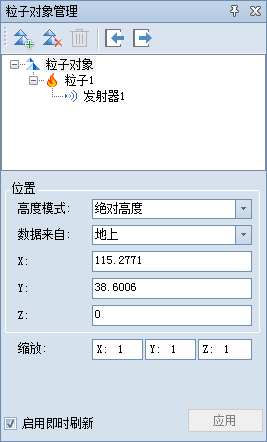 粒子对象管理
粒子对象
粒子1
发射器1
位置
高度模式: 绝对高度
数据来自: 地上
X: 115.2771
Y: 38.6006
Z: 0
缩放: X: 1 Y: 1 Z: 1
启用即时刷新 应用